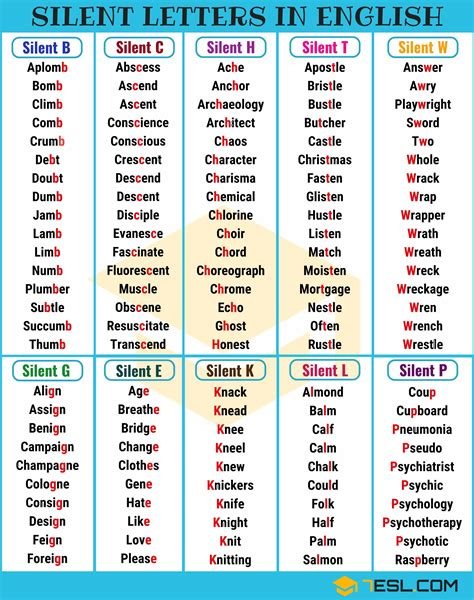 SILENT LETTERS IN ENGLISH
Silent B
Aplomb
Bomb
Climb
Comb
Crumb
Debt
Doubt
Dumb
Jamb
Lamb
Limb
Numb
Plumber
Subtle
Succumb
Thumb
Silent C
Abscess
Ascend
Ascent
Conscience
Conscious
Crescent
Descend
Descent
Disciple
Evanesce
Fascinate
Fluorescent
Muscle
Obscene
Resuscitate
Transcend
Silent H
Ache
Anchor
Archaeology
Architect
Chaos
Character
Charisma
Chemical
Chlorine
Choir
Chord
Choreograph
Chrome
Echo
Ghost
Honest
Silent T
Apostle
Bristle
Bustle
Butcher
Castle
Christmas
Fasten
Glisten
Hustle
Listen
Match
Moisten
Mortgage
Nestle
Often
Rustle
Silent W
Answer
Awry
Playwright
Sword
Two
Whole
Wrack
Wrap
Wrapper
Wrath
Wreath
Wreck
Wreckage
Wren
Wrench
Wrestle
Silent G
Align
Assign
Benign
Campaign
Champagne
Cologne
Consign
Design
Feign
Foreign
Silent E
Age
Breathe
Bridge
Change
Clothes
Gene
Hate
Like
Love
Please
Silent K
Knack
Knead
Knee
Kneel
Knew
Knickers
Knife
Knight
Knit
Knitting
Silent L
Almond
Balm
Calf
Calm
Chalk
Could
Folk
Half
Palm
Salmon
Silent P
Coup
Cupboard
Pneumonia
Pseudo
Psychiatrist
Psychic
Psychology
Psychotherapy
Psychotic
Raspberry
7ESL.COM